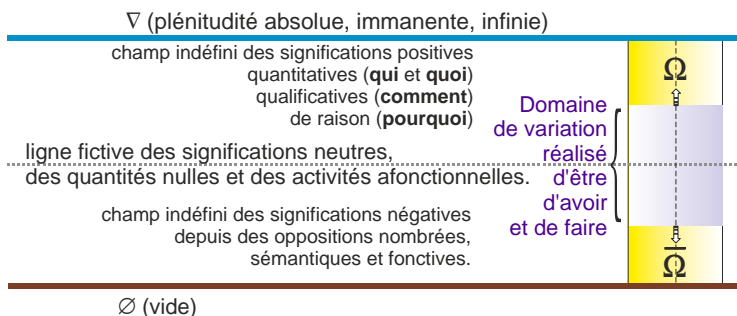 ∇ (plénitudité absolue, immanente, infinie)
champ indéfini des significations positives
quantitatives (qui et quoi)
qualificatives (comment)
de raison (pourquoi)
ligne fictive des significations neutres,
des quantités nulles et des activités afonctionnelles.
champ indéfini des significations négatives
depuis des oppositions nombrées,
sémantiques et fonctives.
Domaine
de variation
réalisé
d'être
d'avoir
et de faire
Ω
Ω̅
∅ (vide)